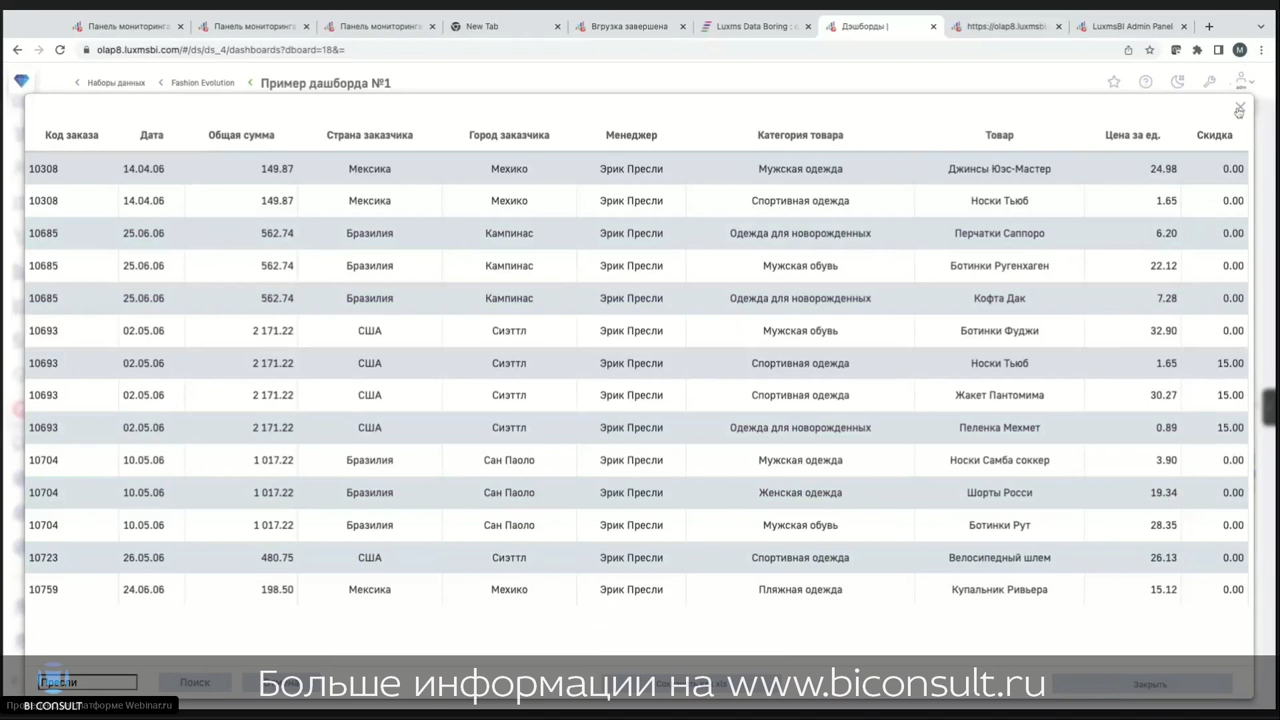 Панель мониторинга
Панель мониторинга
Панель мониторинга
New Tab
Вгрузка завершена
Luxms Data Boring : c
Дэшборды |
https://olap8.luxmsbi
LuxmsBI Admin Panel
olap8.luxmsbi.com/#/ds/ds_4/dashboards?dboard=18&=
M
Наборы данных
Fashion Evolution
Пример дашборда №1
adm
Код заказа Дата Общая сумма Страна заказчика Город заказчика Менеджер Категория товара Товар Цена за ед. Скидка
10308 14.04.06 149.87 Мексика Мехико Эрик Пресли Мужская одежда Джинсы Юэс-Мастер 24.98 0.00
10308 14.04.06 149.87 Мексика Мехико Эрик Пресли Спортивная одежда Носки Тьюб 1.65 0.00
10685 25.06.06 562.74 Бразилия Кампинас Эрик Пресли Одежда для новорожденных Перчатки Саппоро 6.20 0.00
10685 25.06.06 562.74 Бразилия Кампинас Эрик Пресли Мужская обувь Ботинки Ругенхаген 22.12 0.00
10685 25.06.06 562.74 Бразилия Кампинас Эрик Пресли Одежда для новорожденных Кофта Дак 7.28 0.00
10693 02.05.06 2 171.22 США Сиэттл Эрик Пресли Мужская обувь Ботинки Фуджи 32.90 0.00
10693 02.05.06 2 171.22 США Сиэттл Эрик Пресли Спортивная одежда Носки Тьюб 1.65 15.00
10693 02.05.06 2 171.22 США Сиэттл Эрик Пресли Спортивная одежда Жакет Пантомима 30.27 15.00
10693 02.05.06 2 171.22 США Сиэттл Эрик Пресли Одежда для новорожденных Пеленка Мехмет 0.89 15.00
10704 10.05.06 1 017.22 Бразилия Сан Паоло Эрик Пресли Мужская одежда Носки Самба соккер 3.90 0.00
10704 10.05.06 1 017.22 Бразилия Сан Паоло Эрик Пресли Женская одежда Шорты Росси 19.34 0.00
10704 10.05.06 1 017.22 Бразилия Сан Паоло Эрик Пресли Мужская обувь Ботинки Рут 28.35 0.00
10723 26.05.06 480.75 США Сиэттл Эрик Пресли Спортивная одежда Велосипедный шлем 26.13 0.00
10759 24.06.06 198.50 Мексика Мехико Эрик Пресли Пляжная одежда Купальник Ривьера 15.12 0.00
Пресли
Поиск
Закрыть
Больше информации на www.biconsult.ru
BI CONSULT
платформе Webinar.ru